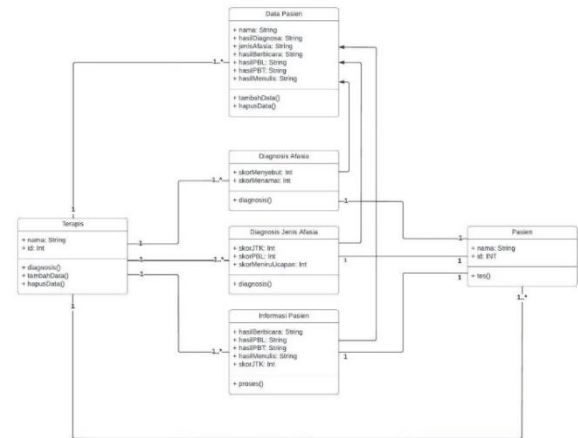 Data Pasien
+ nama: String
+ hasilDiagnosa: String
+ jenisAfasia: String
+ hasilBerbicara: String
+ hasilPBL: String
+ hasilPBT: String
+ hasilMenulis: String
+ tambahData()
+ hapusData()
1..*
1
Diagnosis Afasia
+ skorMenyebut: Int
+ skorMenamai: Int
+ diagnosis()
1..*
1
1
1
Terapis
+ nama: String
+ id: Int
+ diagnosis()
+ tambahData()
+ hapusData()
Diagnosis Jenis Afasia
+ skorJTK: Int
+ skorPBL: Int
+ skorMeniruUcapan: Int
+ diagnosis()
1
1..*
1
1
Pasien
+ nama: String
+ id: INT
+ tes()
Informasi Pasien
+ hasilBerbicara: String
+ hasilPBL: String
+ hasilPBT: String
+ hasilMenulis: String
+ skorJTK: Int
+ proses()
1
1..*
1
1
1
1..*